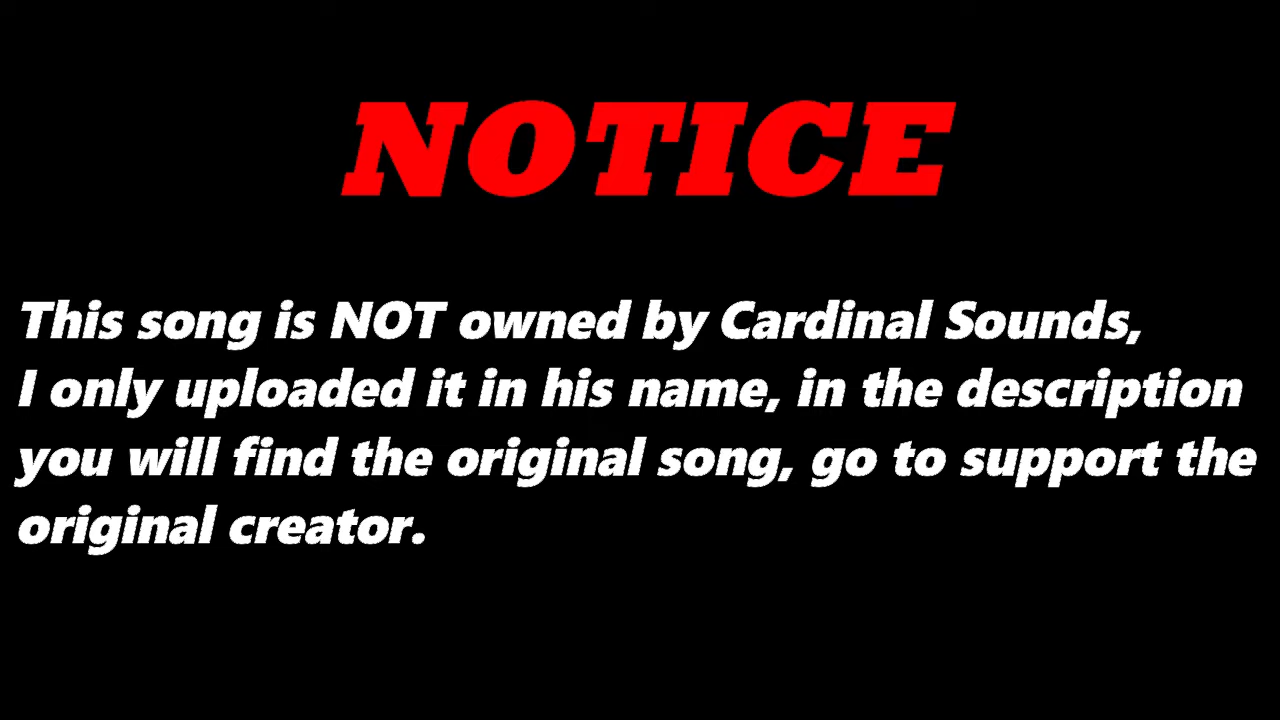 NOTICE
This song is NOT owned by Cardinal Sounds,
I only uploaded it in his name, in the description
you will find the original song, go to support the
original creator.